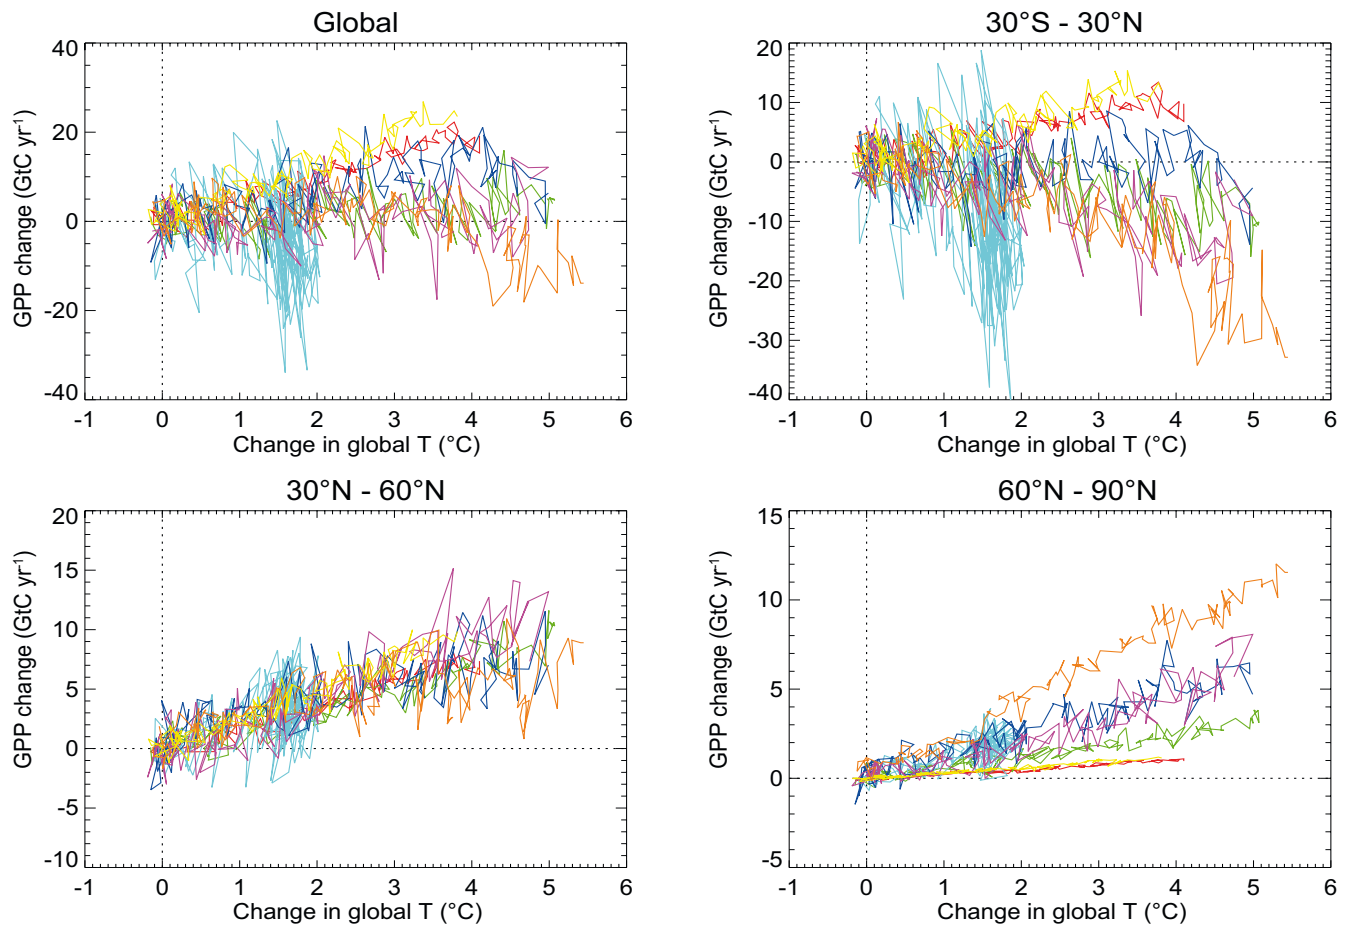 Global
40
20
0
-20
-40
GPP change (GtC yr⁻¹)
-1 0 1 2 3 4 5 6
Change in global T (°C)
30°S - 30°N
20
10
0
-10
-20
-30
-40
GPP change (GtC yr⁻¹)
-1 0 1 2 3 4 5 6
Change in global T (°C)
30°N - 60°N
20
15
10
5
0
-5
-10
GPP change (GtC yr⁻¹)
-1 0 1 2 3 4 5 6
Change in global T (°C)
60°N - 90°N
15
10
5
0
-5
GPP change (GtC yr⁻¹)
-1 0 1 2 3 4 5 6
Change in global T (°C)